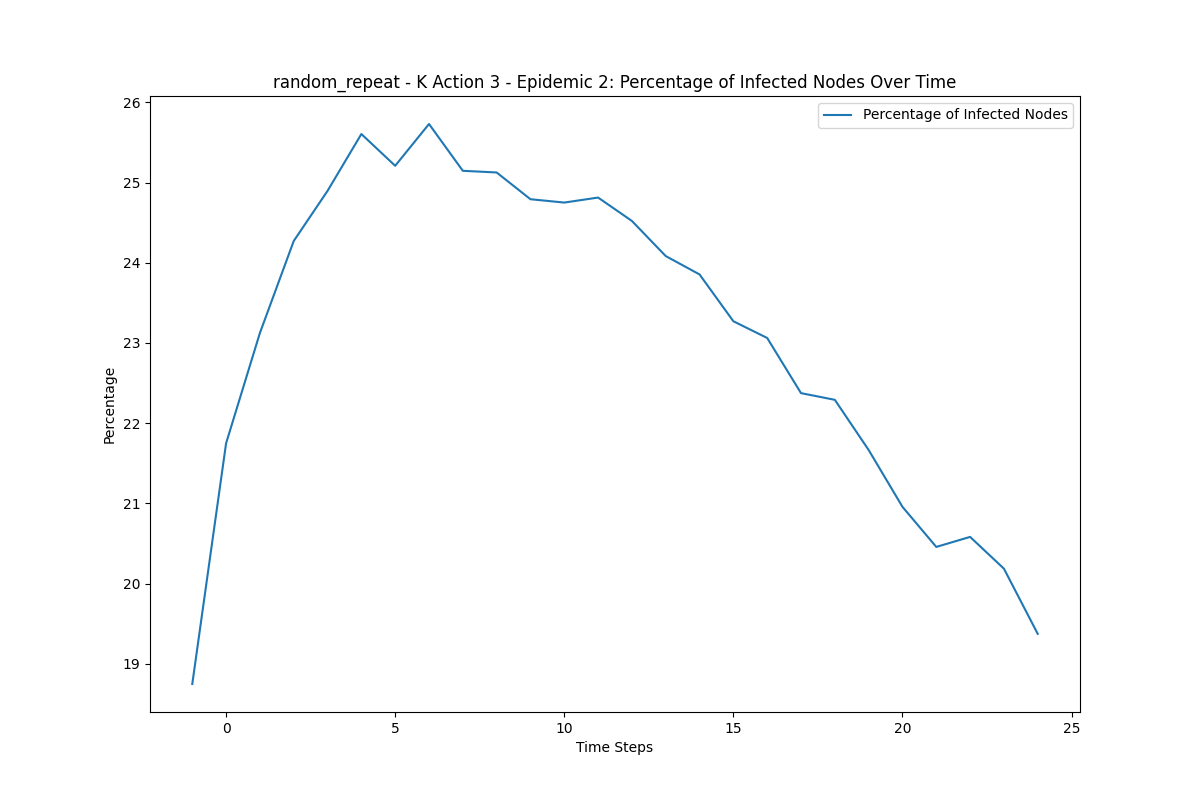 random_repeat - K Action 3 - Epidemic 2: Percentage of Infected Nodes Over Time
Percentage of Infected Nodes
26
25
24
23
22
21
20
19
Percentage
0 5 10 15 20 25
Time Steps